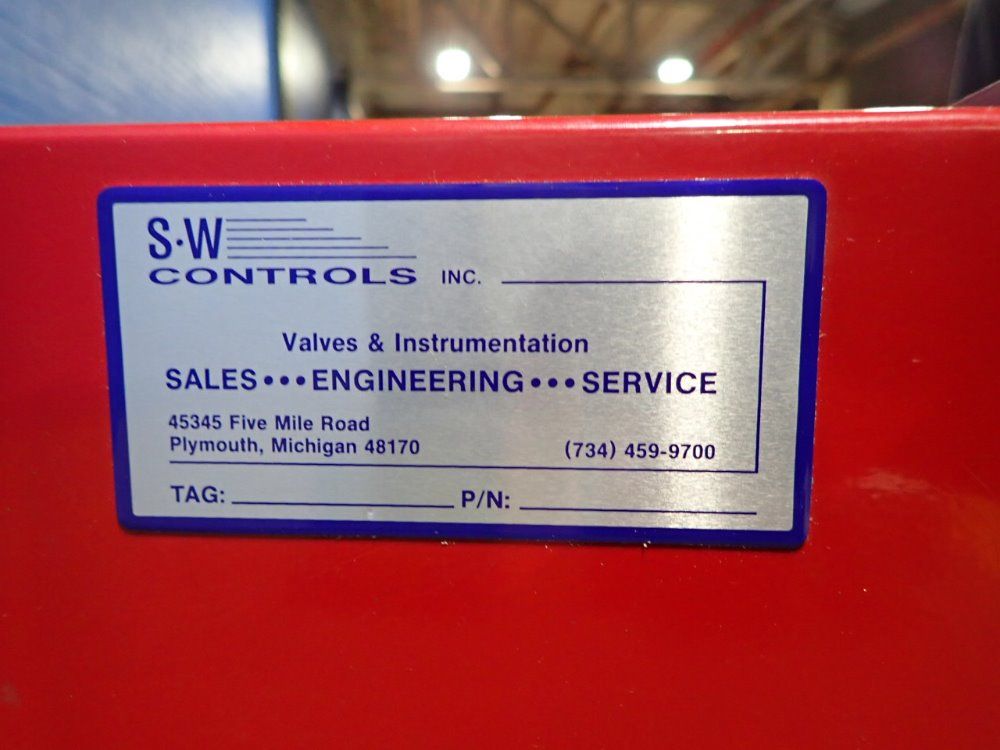 S·W
CONTROLS INC.
Valves & Instrumentation
SALES•••ENGINEERING•••SERVICE
45345 Five Mile Road
Plymouth, Michigan 48170 (734) 459-9700
TAG: P/N: